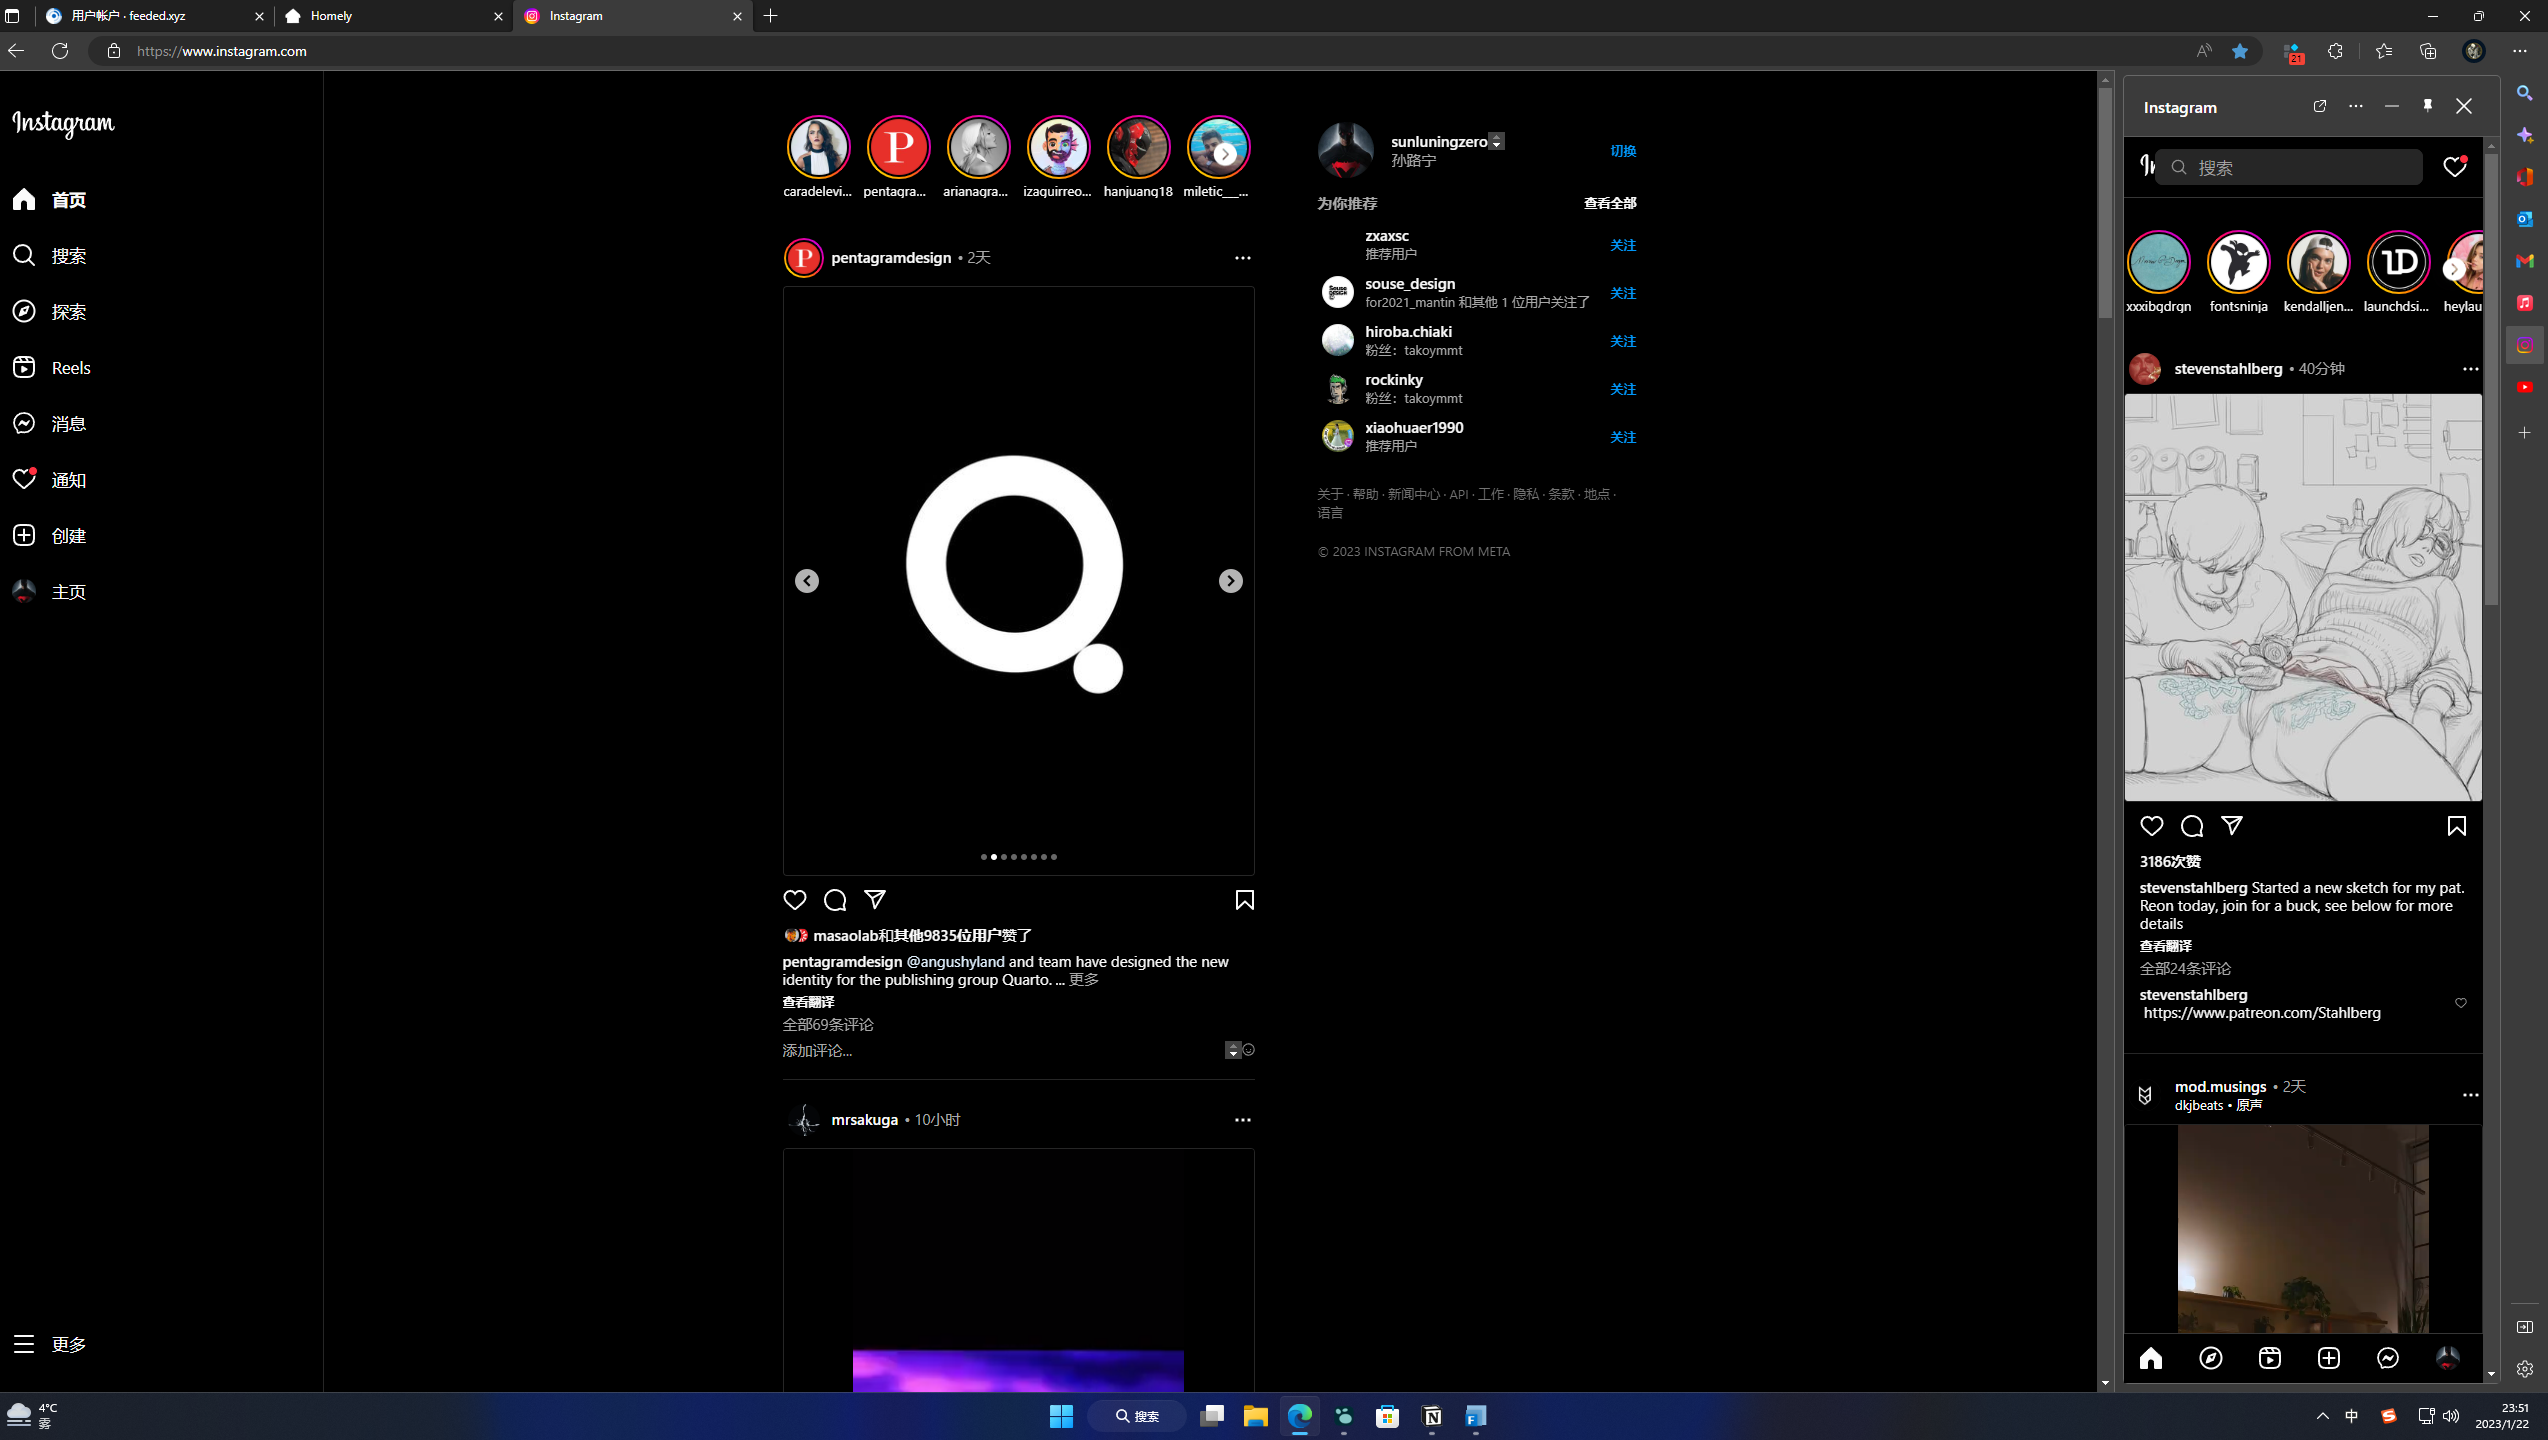 用户帐户 · feeded.xyz
Homely
Instagram
https://www.instagram.com
21
Instagram
首页
搜索
探索
Reels
消息
通知
创建
主页
更多
caradelevi...
pentagra...
arianagra...
izaguirreo...
hanjuang18
miletic___...
pentagramdesign • 2天
masaolab和其他9835位用户赞了
pentagramdesign @angushyland and team have designed the new
identity for the publishing group Quarto. ... 更多
查看翻译
全部69条评论
添加评论...
mrsakuga • 10小时
sunluningzero
孙路宁
切换
为你推荐
查看全部
zxaxsc
推荐用户
关注
souse_design
for2021_mantin 和其他 1 位用户关注了
关注
hiroba.chiaki
粉丝：takoymmt
关注
rockinky
粉丝：takoymmt
关注
xiaohuaer1990
推荐用户
关注
关于 · 帮助 · 新闻中心 · API · 工作 · 隐私 · 条款 · 地点 ·
语言
© 2023 INSTAGRAM FROM META
Instagram
搜索
xxxibgdrgn
fontsninja
kendalljen...
launchdsi...
heylau
stevenstahlberg • 40分钟
3186次赞
stevenstahlberg Started a new sketch for my pat.
Reon today, join for a buck, see below for more
details
查看翻译
全部24条评论
stevenstahlberg
https://www.patreon.com/Stahlberg
mod.musings • 2天
dkjbeats • 原声
4°C
雾
搜索
中
23:51
2023/1/22